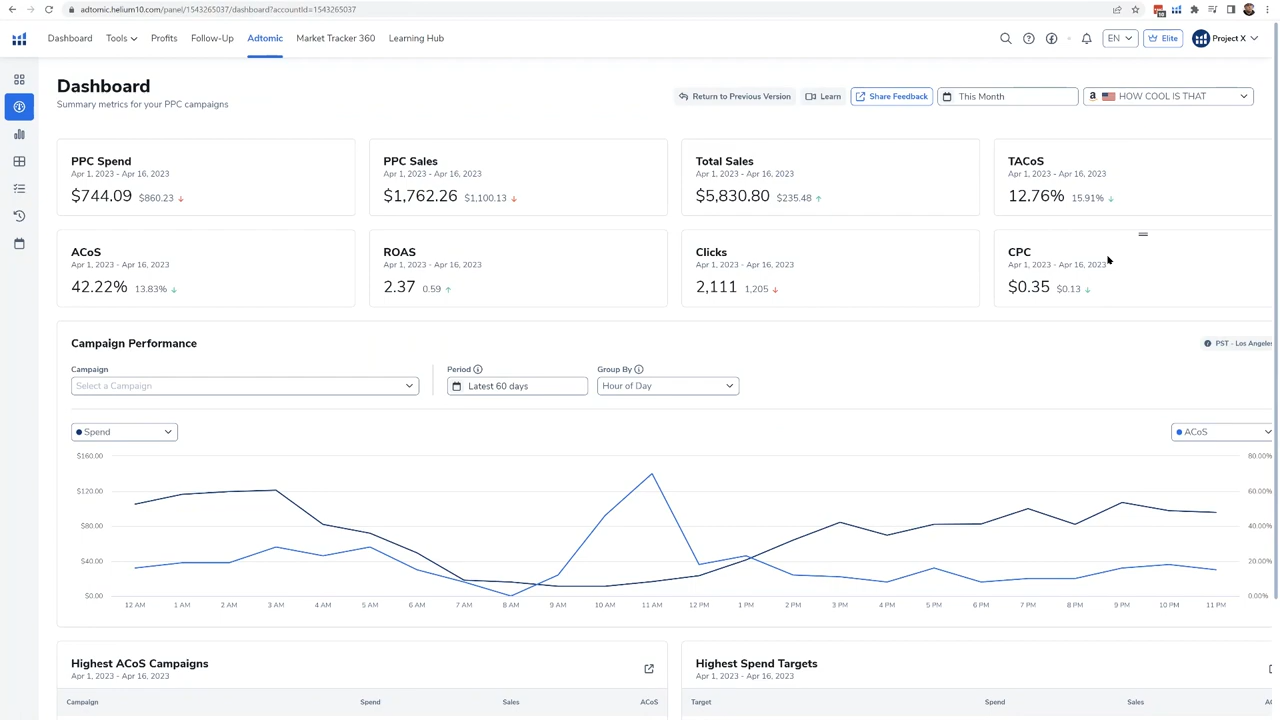 adtomic.helium10.com/panel/1543265037/dashboard?accountId=1543265037
Dashboard Tools Profits Follow-Up Adtomic Market Tracker 360 Learning Hub EN Elite Project X
Dashboard
Summary metrics for your PPC campaigns
Return to Previous Version Learn Share Feedback This Month a HOW COOL IS THAT
PPC Spend
Apr 1, 2023 - Apr 16, 2023
$744.09 $860.23 ↓
PPC Sales
Apr 1, 2023 - Apr 16, 2023
$1,762.26 $1,100.13 ↓
Total Sales
Apr 1, 2023 - Apr 16, 2023
$5,830.80 $235.48 ↑
TACoS
Apr 1, 2023 - Apr 16, 2023
12.76% 15.91% ↓
ACoS
Apr 1, 2023 - Apr 16, 2023
42.22% 13.83% ↓
ROAS
Apr 1, 2023 - Apr 16, 2023
2.37 0.59 ↑
Clicks
Apr 1, 2023 - Apr 16, 2023
2,111 1,205 ↓
CPC
Apr 1, 2023 - Apr 16, 2023
$0.35 $0.13 ↓
Campaign Performance PST - Los Angeles
Campaign Period Group By
Select a Campaign Latest 60 days Hour of Day
Spend ACoS
$160.00 80.00%
$120.00 60.00%
$80.00 40.00%
$40.00 20.00%
$0.00 0.00%
12 AM 1 AM 2 AM 3 AM 4 AM 5 AM 6 AM 7 AM 8 AM 9 AM 10 AM 11 AM 12 PM 1 PM 2 PM 3 PM 4 PM 5 PM 6 PM 7 PM 8 PM 9 PM 10 PM 11 PM
Highest ACoS Campaigns
Apr 1, 2023 - Apr 16, 2023
Campaign Spend Sales ACoS
Highest Spend Targets
Apr 1, 2023 - Apr 16, 2023
Target Spend Sales